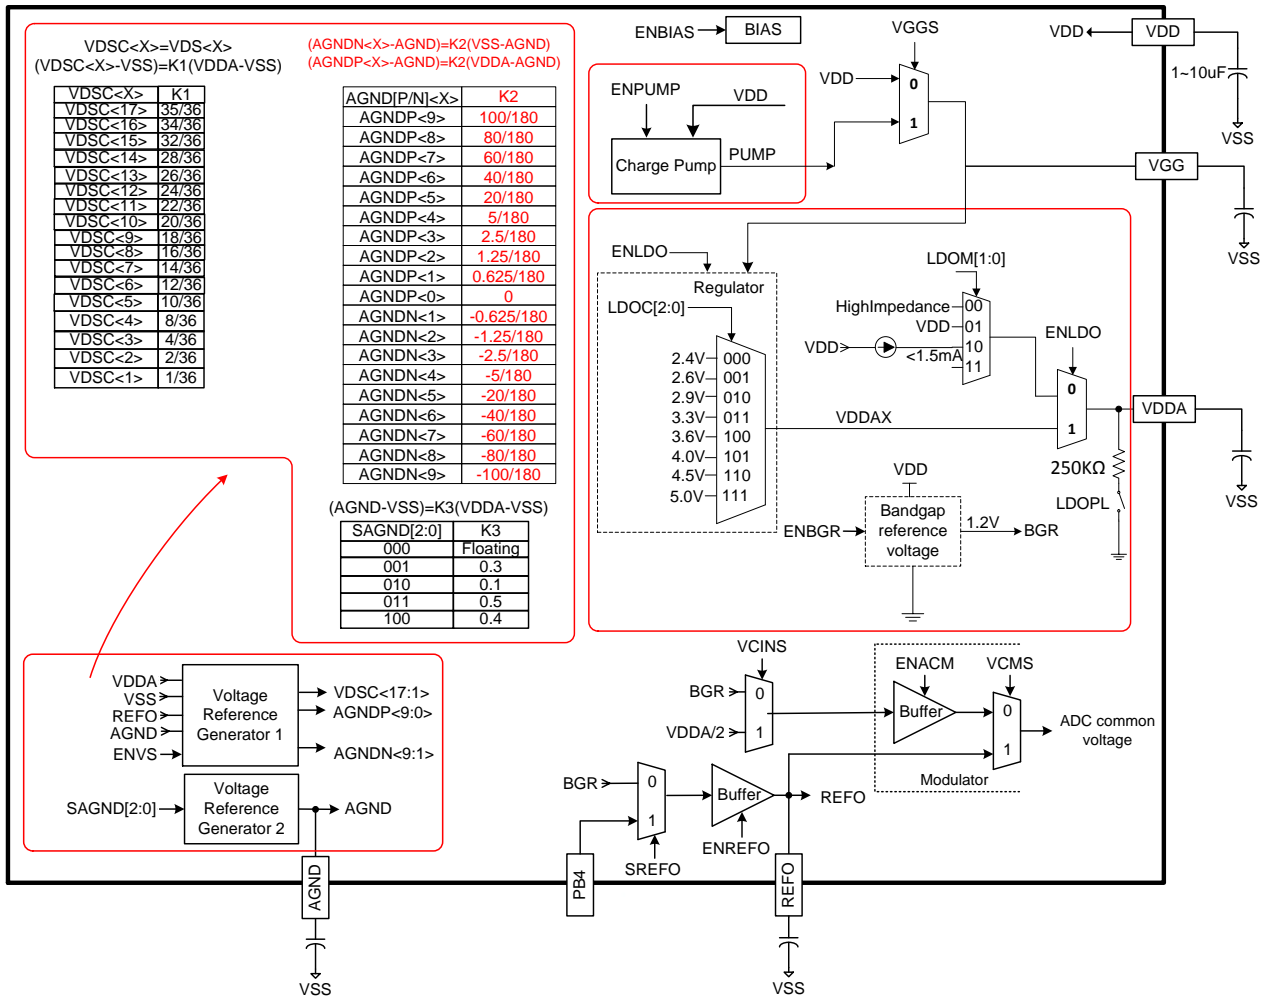 VDSC<X>=VDS<X>
(VDSC<X>-VSS)=K1(VDDA-VSS)
VDSC<X> K1
VDSC<17> 35/36
VDSC<16> 34/36
VDSC<15> 32/36
VDSC<14> 28/36
VDSC<13> 26/36
VDSC<12> 24/36
VDSC<11> 22/36
VDSC<10> 20/36
VDSC<9> 18/36
VDSC<8> 16/36
VDSC<7> 14/36
VDSC<6> 12/36
VDSC<5> 10/36
VDSC<4> 8/36
VDSC<3> 4/36
VDSC<2> 2/36
VDSC<1> 1/36
(AGNDN<X>-AGND)=K2(VSS-AGND)
(AGNDP<X>-AGND)=K2(VDDA-AGND)
AGND[P/N]<X> K2
AGNDP<9> 100/180
AGNDP<8> 80/180
AGNDP<7> 60/180
AGNDP<6> 40/180
AGNDP<5> 20/180
AGNDP<4> 5/180
AGNDP<3> 2.5/180
AGNDP<2> 1.25/180
AGNDP<1> 0.625/180
AGNDP<0> 0
AGNDN<1> -0.625/180
AGNDN<2> -1.25/180
AGNDN<3> -2.5/180
AGNDN<4> -5/180
AGNDN<5> -20/180
AGNDN<6> -40/180
AGNDN<7> -60/180
AGNDN<8> -80/180
AGNDN<9> -100/180
(AGND-VSS)=K3(VDDA-VSS)
SAGND[2:0] K3
000 Floating
001 0.3
010 0.1
011 0.5
100 0.4
ENBIAS
BIAS
VGGS
VDD
0
1
ENPUMP
VDD
Charge Pump
PUMP
VDD
VDD
1~10uF
VSS
VGG
VSS
ENLDO
Regulator
LDOC[2:0]
2.4V 000
2.6V 001
2.9V 010
3.3V 011
3.6V 100
4.0V 101
4.5V 110
5.0V 111
VDDAX
LDOM[1:0]
HighImpedance 00
VDD 01
VDD <1.5mA 10
11
ENLDO
0
1
VDDA
VSS
250KΩ
LDOPL
VDD
ENBGR
Bandgap
reference
voltage
1.2V
BGR
VDDA
VSS
REFO
AGND
ENVS
Voltage
Reference
Generator 1
VDSC<17:1>
AGNDP<9:0>
AGNDN<9:1>
SAGND[2:0]
Voltage
Reference
Generator 2
AGND
AGND
VSS
VCINS
BGR 0
VDDA/2 1
ENACM
Buffer
VCMS
0
1
ADC common
voltage
Modulator
BGR 0
1
SREFO
PB4
Buffer
ENREFO
REFO
REFO
VSS